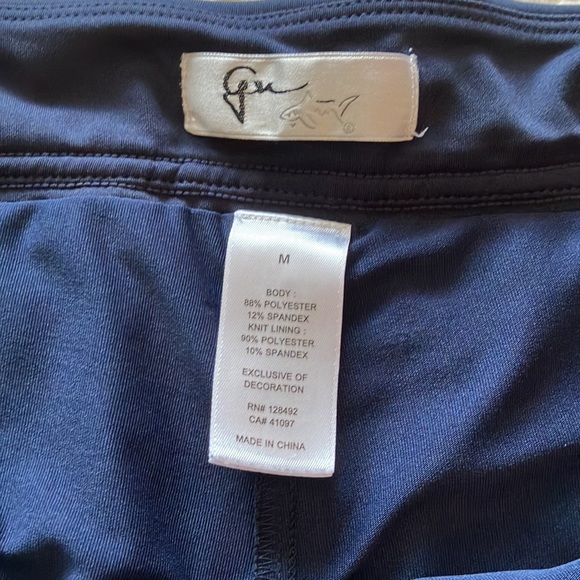 M
BODY :
88% POLYESTER
12% SPANDEX
KNIT LINING :
90% POLYESTER
10% SPANDEX
EXCLUSIVE OF
DECORATION
RN# 128492
CA# 41097
MADE IN CHINA